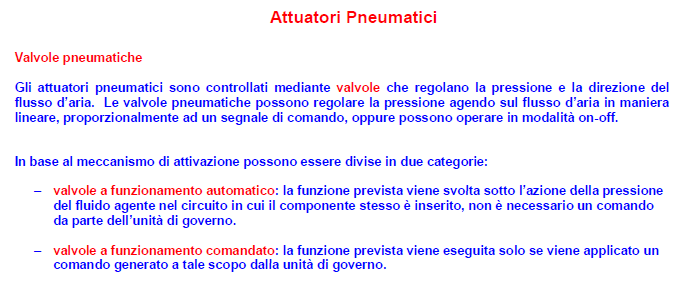 Attuatori Pneumatici
Valvole pneumatiche
Gli attuatori pneumatici sono controllati mediante valvole che regolano la pressione e la direzione del
flusso d'aria. Le valvole pneumatiche possono regolare la pressione agendo sul flusso d'aria in maniera
lineare, proporzionalmente ad un segnale di comando, oppure possono operare in modalità on-off.
In base al meccanismo di attivazione possono essere divise in due categorie:
– valvole a funzionamento automatico: la funzione prevista viene svolta sotto l'azione della pressione
del fluido agente nel circuito in cui il componente stesso è inserito, non è necessario un comando
da parte dell'unità di governo.
– valvole a funzionamento comandato: la funzione prevista viene eseguita solo se viene applicato un
comando generato a tale scopo dalla unità di governo.